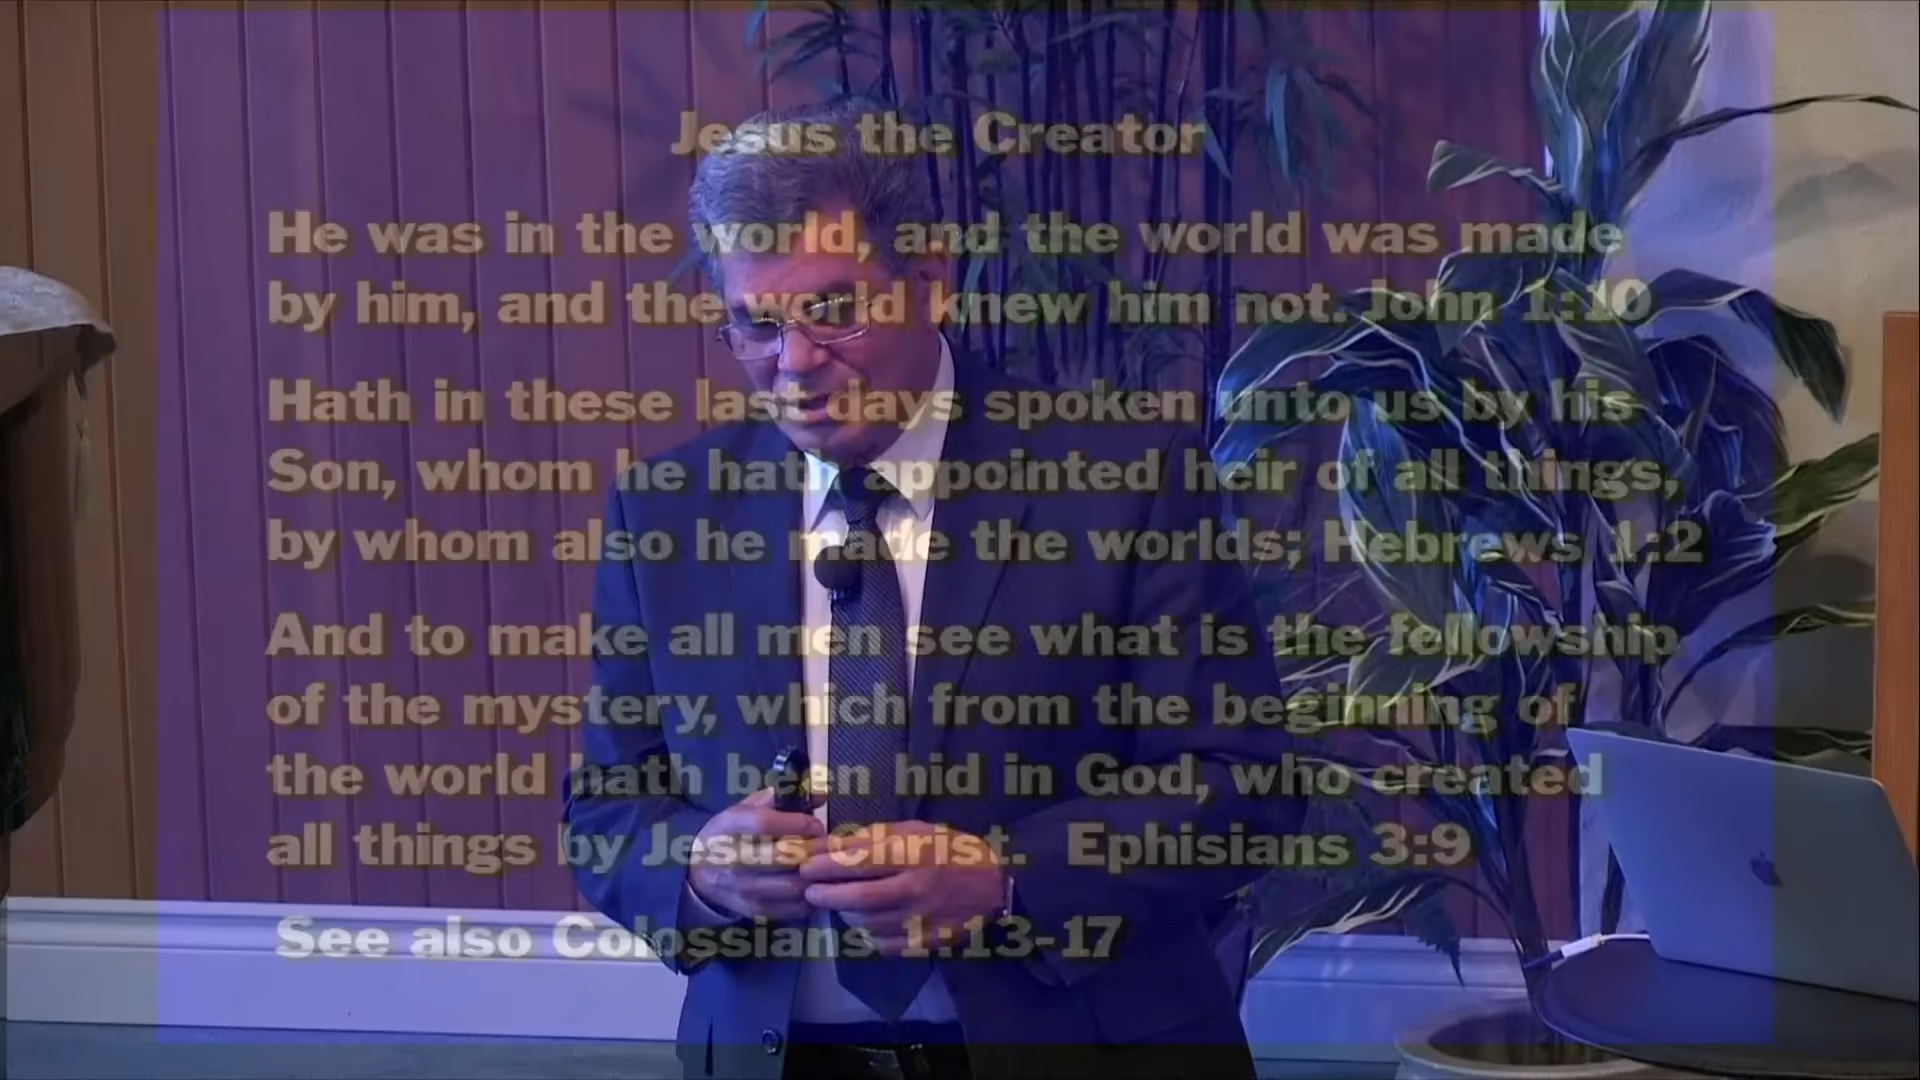 Jesus the Creator
He was in the world, and the world was made
by him, and the world knew him not. John 1:10
Hath in these last days spoken unto us by his
Son, whom he hath appointed heir of all things,
by whom also he made the worlds; Hebrews 1:2
And to make all men see what is the fellowship
of the mystery, which from the beginning of
the world hath been hid in God, who created
all things by Jesus Christ. Ephisians 3:9
See also Colossians 1:13-17